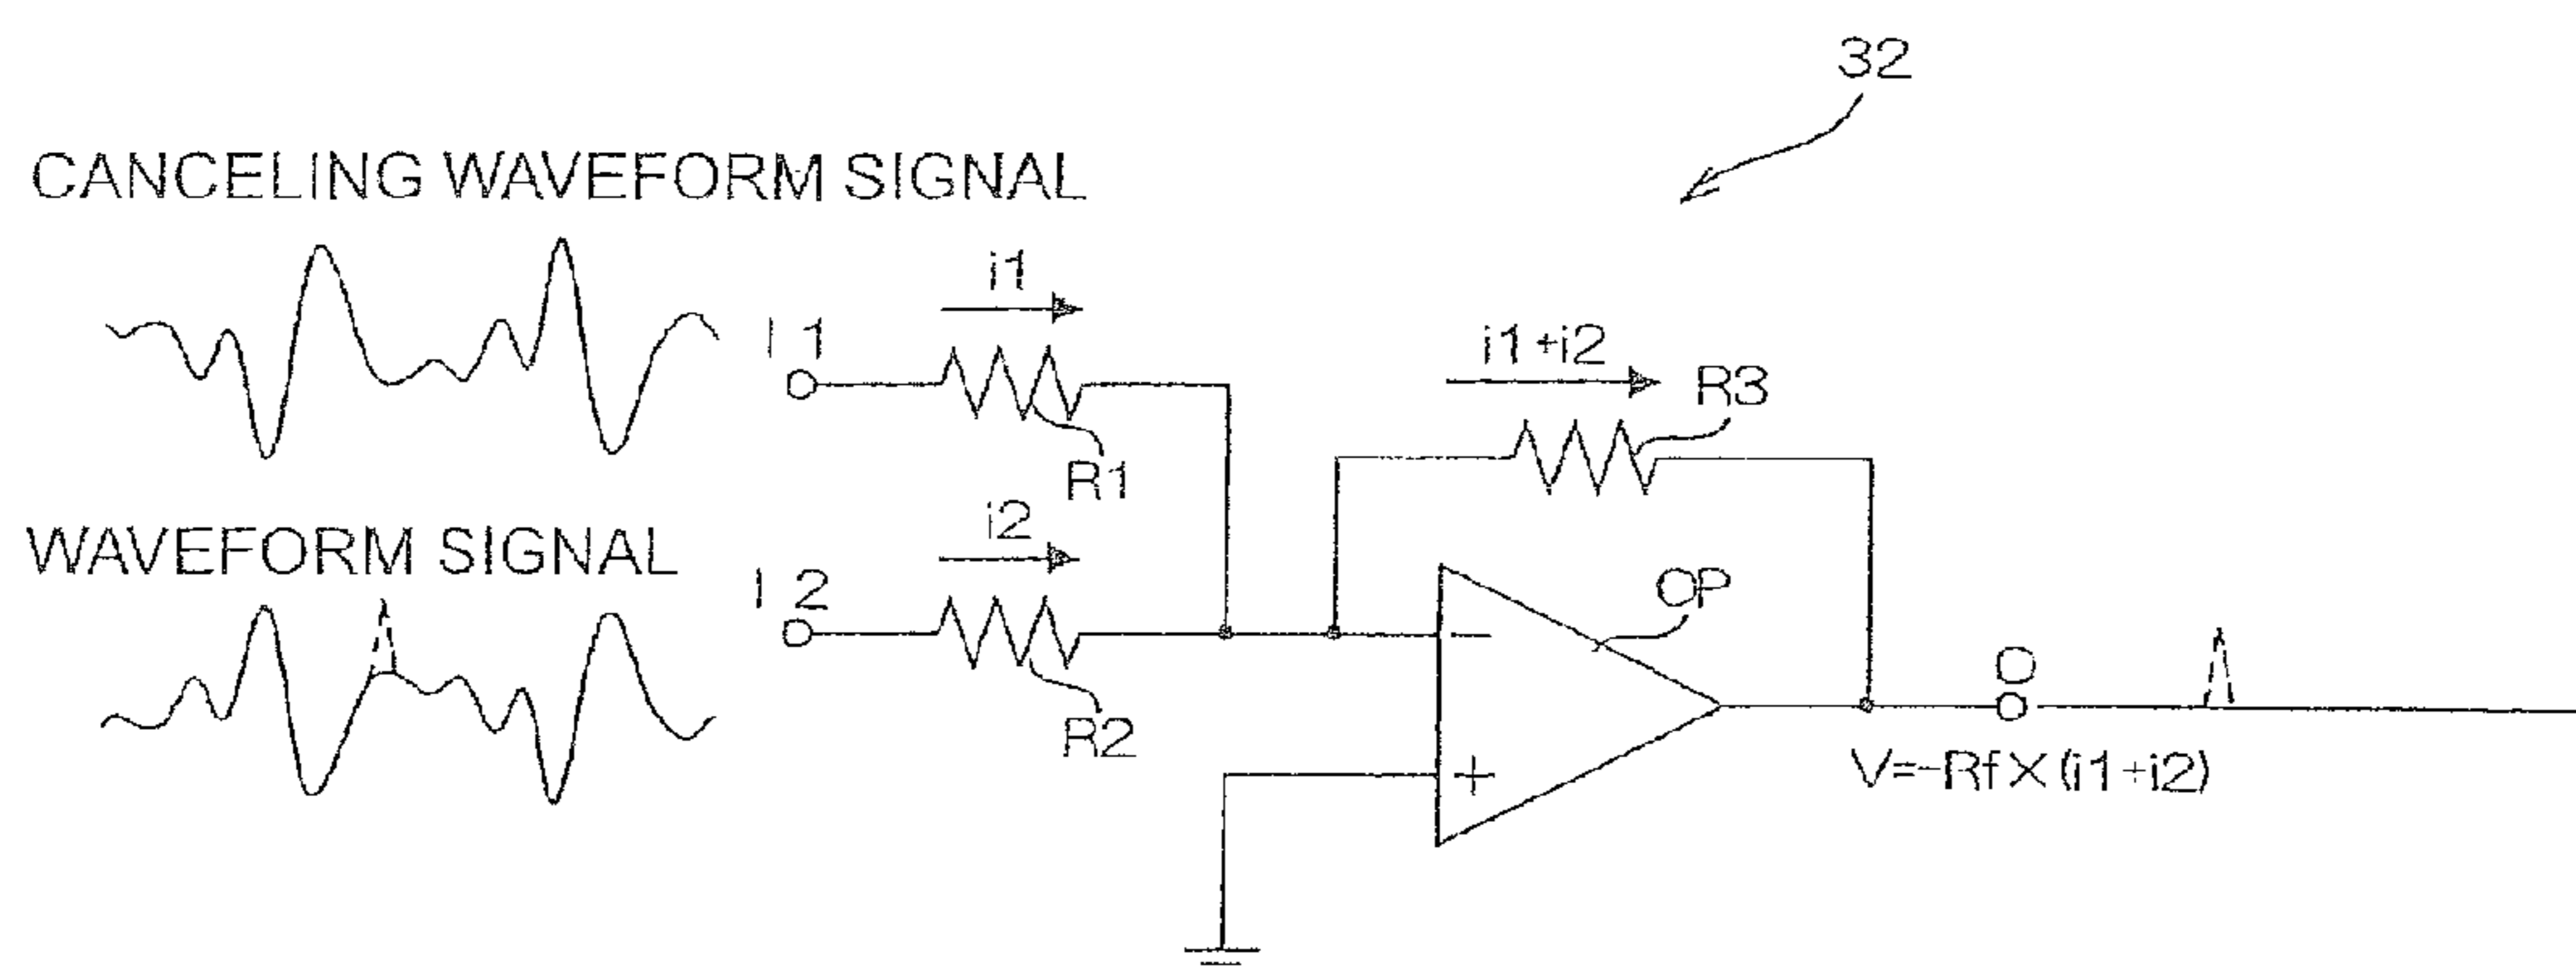 32
CANCELING WAVEFORM SIGNAL
i1
I 1
i1+i2
R3
R1
WAVEFORM SIGNAL
i2
I 2
OP
R2
−
+
O
V=-Rf×(i1+i2)